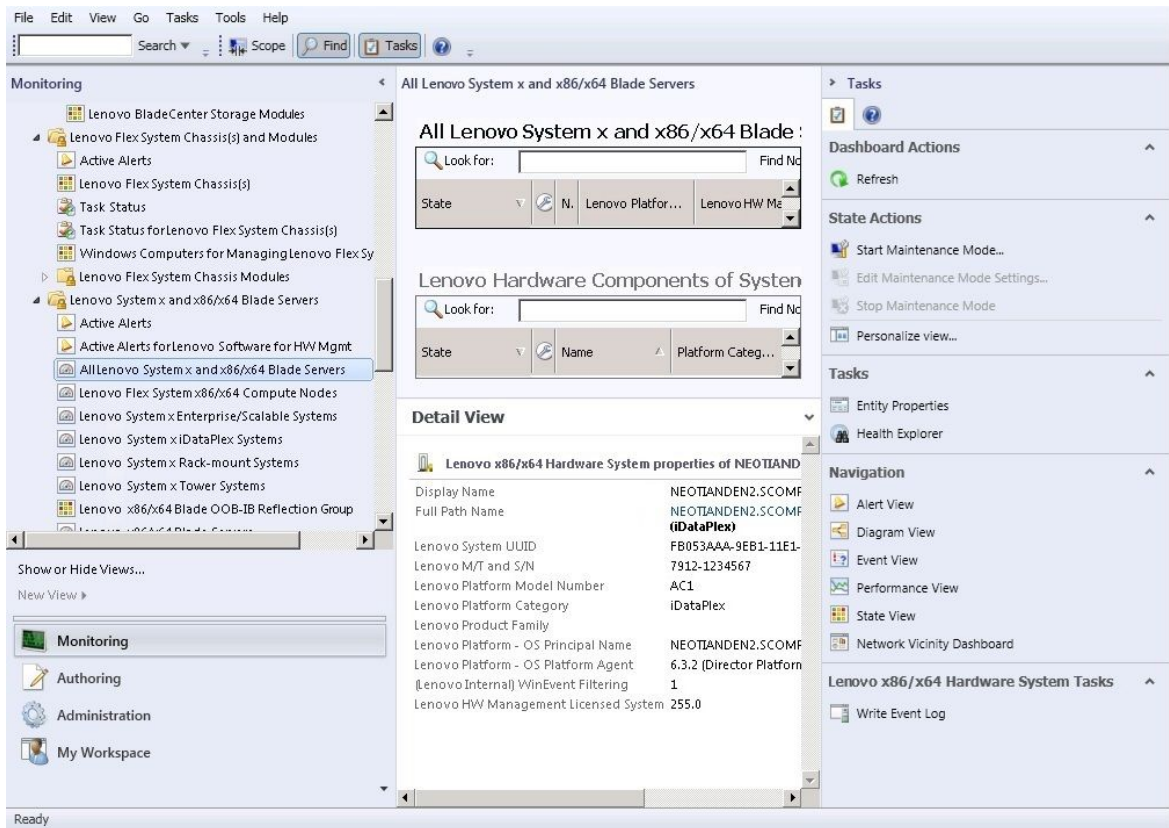 File Edit View Go Tasks Tools Help
Search Scope Find Tasks
Monitoring
Lenovo BladeCenter Storage Modules
Lenovo Flex System Chassis(s) and Modules
Active Alerts
Lenovo Flex System Chassis(s)
Task Status
Task Status for Lenovo Flex System Chassis(s)
Windows Computers for Managing Lenovo Flex Sy
Lenovo Flex System Chassis Modules
Lenovo System x and x86/x64 Blade Servers
Active Alerts
Active Alerts for Lenovo Software for HW Mgmt
All Lenovo System x and x86/x64 Blade Servers
Lenovo Flex System x86/x64 Compute Nodes
Lenovo System x Enterprise/Scalable Systems
Lenovo System x iDataPlex Systems
Lenovo System x Rack-mount Systems
Lenovo System x Tower Systems
Lenovo x86/x64 Blade OOB-IB Reflection Group
Lenovo x86/x64 Blade Servers
Show or Hide Views...
New View
Monitoring
Authoring
Administration
My Workspace
All Lenovo System x and x86/x64 Blade Servers
All Lenovo System x and x86/x64 Blade
Look for: Find No
State N. Lenovo Platfor... Lenovo HW Ma
Lenovo Hardware Components of System
Look for: Find No
State Name Platform Categ...
Detail View
Lenovo x86/x64 Hardware System properties of NEOTIAND
Display Name NEOTIANDEN2.SCOMF
Full Path Name NEOTIANDEN2.SCOMF
(iDataPlex)
Lenovo System UUID FB053AAA-9EB1-11E1-
Lenovo M/T and S/N 7912-1234567
Lenovo Platform Model Number AC1
Lenovo Platform Category iDataPlex
Lenovo Product Family
Lenovo Platform - OS Principal Name NEOTIANDEN2.SCOMF
Lenovo Platform - OS Platform Agent 6.3.2 (Director Platforn
(Lenovo Internal) WinEvent Filtering 1
Lenovo HW Management Licensed System 255.0
Tasks
Dashboard Actions
Refresh
State Actions
Start Maintenance Mode...
Edit Maintenance Mode Settings...
Stop Maintenance Mode
Personalize view...
Tasks
Entity Properties
Health Explorer
Navigation
Alert View
Diagram View
Event View
Performance View
State View
Network Vicinity Dashboard
Lenovo x86/x64 Hardware System Tasks
Write Event Log
Ready